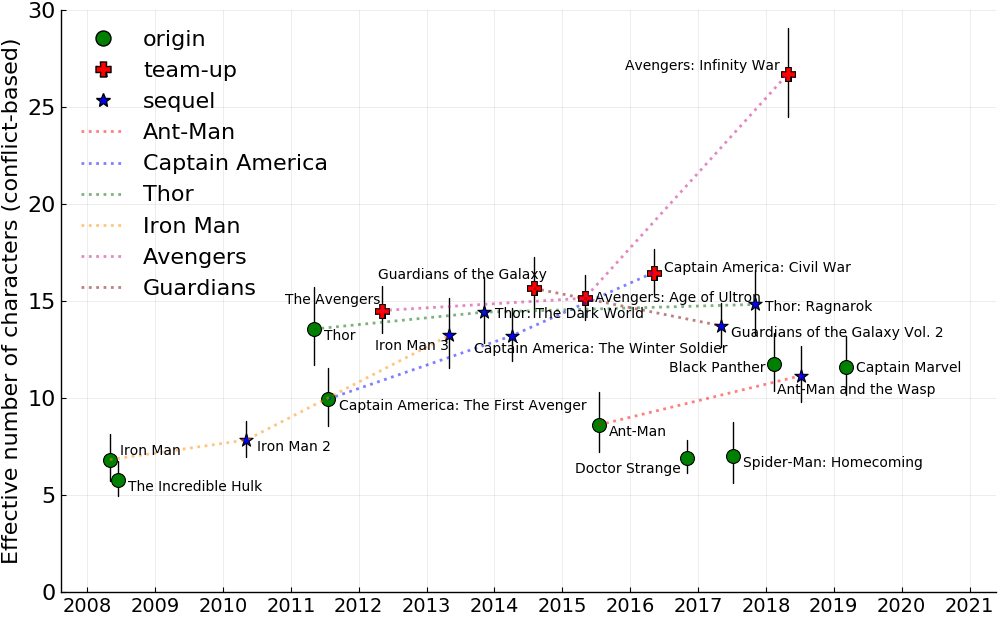 Effective number of characters (conflict-based)
30
25
20
15
10
5
0
origin
team-up
sequel
Ant-Man
Captain America
Thor
Iron Man
Avengers
Guardians
Avengers: Infinity War
Captain America: Civil War
Guardians of the Galaxy
The Avengers
Avengers: Age of Ultron
Thor: Ragnarok
Thor: The Dark World
Thor
Iron Man 3
Captain America: The Winter Soldier
Guardians of the Galaxy Vol. 2
Black Panther
Captain Marvel
Ant-Man and the Wasp
Captain America: The First Avenger
Ant-Man
Iron Man
Iron Man 2
Doctor Strange
Spider-Man: Homecoming
The Incredible Hulk
2008 2009 2010 2011 2012 2013 2014 2015 2016 2017 2018 2019 2020 2021